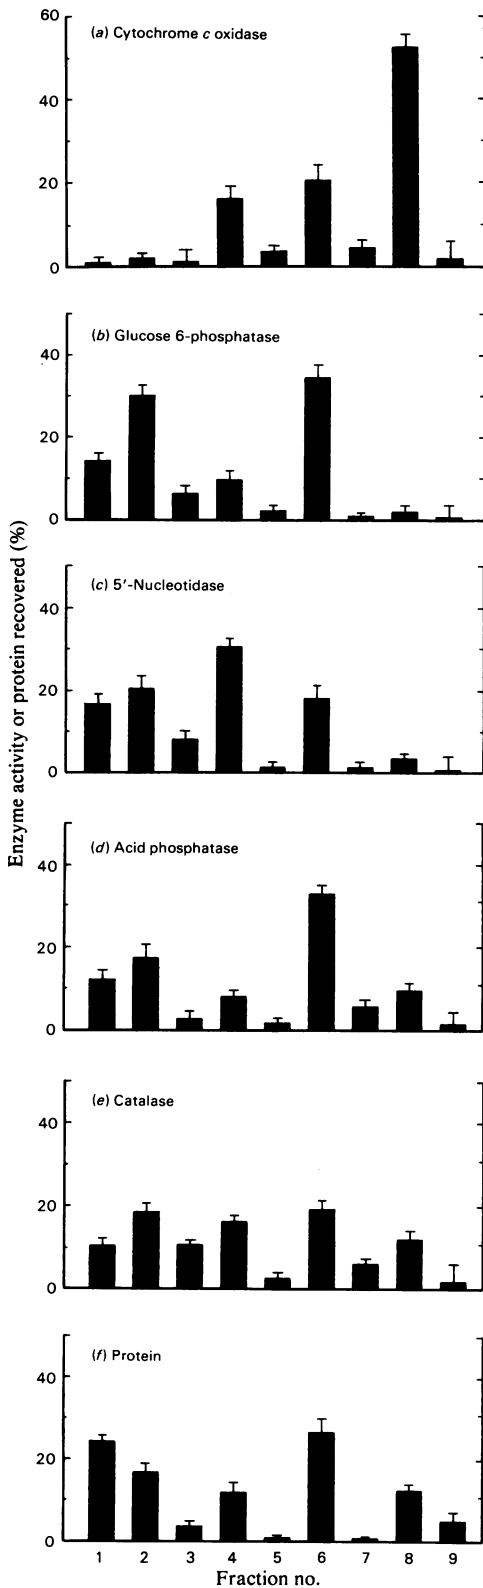 Enzyme activity or protein recovered (%)
(a) Cytochrome c oxidase
60
40
20
0
(b) Glucose 6-phosphatase
40
20
0
(c) 5′-Nucleotidase
40
20
0
(d) Acid phosphatase
40
20
0
(e) Catalase
40
20
0
(f) Protein
40
20
0
1 2 3 4 5 6 7 8 9
Fraction no.